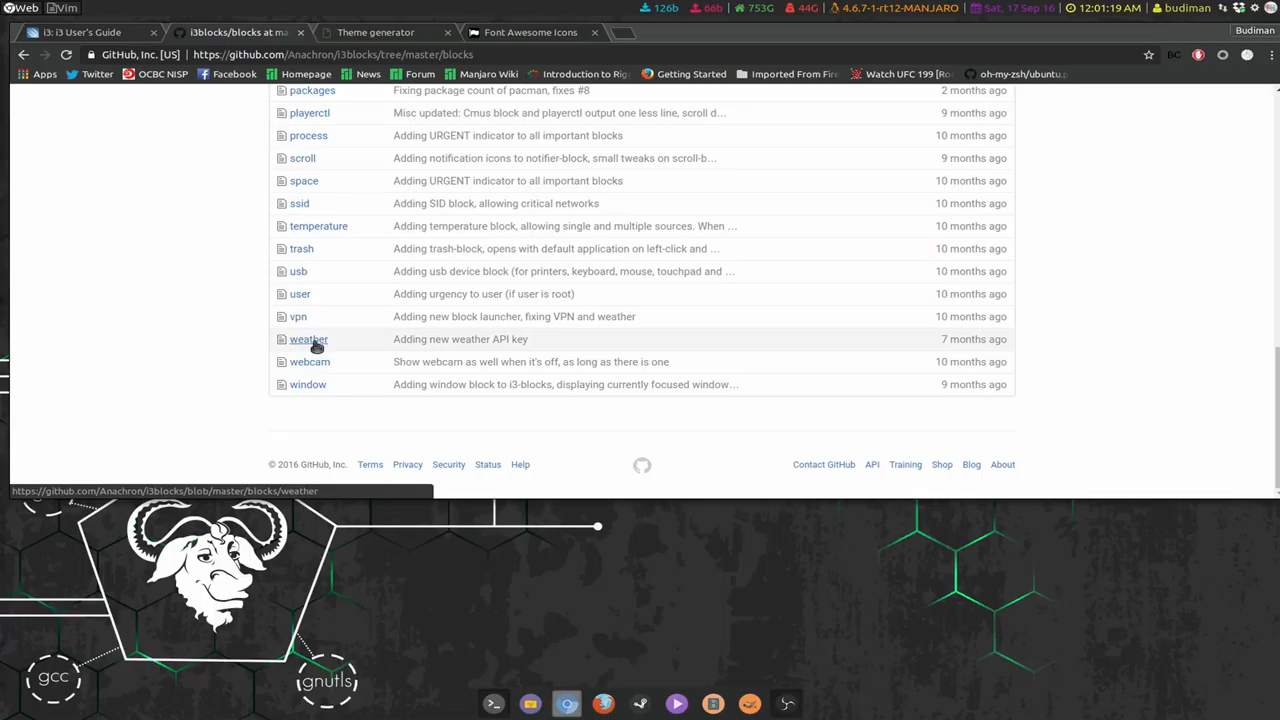 Web Vim 126b 66b 753G 44G 4.6.7-1-rt12-MANJARO Sat, 17 Sep 16 12:01:19 AM budiman
i3: i3 User's Guide i3blocks/blocks at ma Theme generator Font Awesome Icons Budiman
GitHub, Inc. [US] https://github.com/Anachron/i3blocks/tree/master/blocks BC
Apps Twitter OCBC NISP Facebook Homepage News Forum Manjaro Wiki Introduction to Rig Getting Started Imported From Fire Watch UFC 199 [Ro oh-my-zsh/ubuntu.p
packages Fixing package count of pacman, fixes #8 2 months ago
playerctl Misc updated: Cmus block and playerctl output one less line, scroll d… 9 months ago
process Adding URGENT indicator to all important blocks 10 months ago
scroll Adding notification icons to notifier-block, small tweaks on scroll-b… 9 months ago
space Adding URGENT indicator to all important blocks 10 months ago
ssid Adding SID block, allowing critical networks 10 months ago
temperature Adding temperature block, allowing single and multiple sources. When … 10 months ago
trash Adding trash-block, opens with default application on left-click and … 10 months ago
usb Adding usb device block (for printers, keyboard, mouse, touchpad and … 10 months ago
user Adding urgency to user (if user is root) 10 months ago
vpn Adding new block launcher, fixing VPN and weather 10 months ago
weather Adding new weather API key 7 months ago
webcam Show webcam as well when it's off, as long as there is one 10 months ago
window Adding window block to i3-blocks, displaying currently focused window… 9 months ago
© 2016 GitHub, Inc. Terms Privacy Security Status Help Contact GitHub API Training Shop Blog About
https://github.com/Anachron/i3blocks/blob/master/blocks/weather
gcc
gnutls